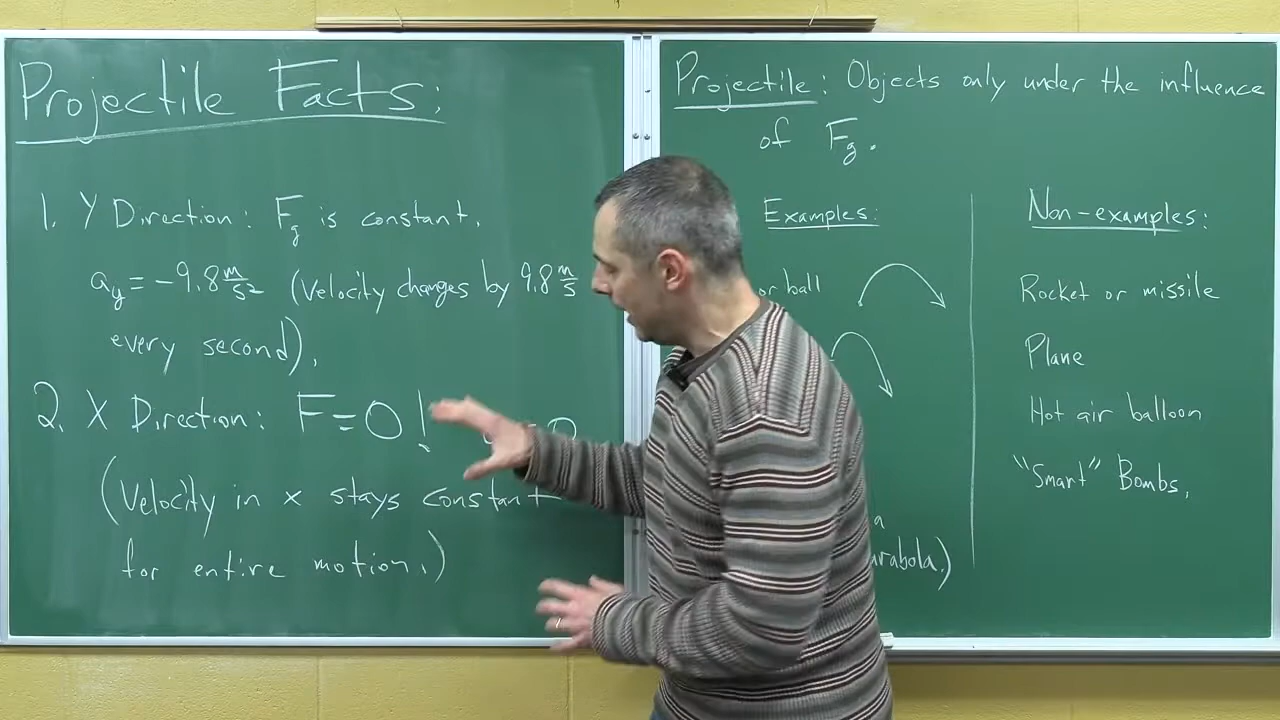 Projectile Facts:
1. Y Direction: Fg is constant.
ay = -9.8 m/s² (Velocity changes by 9.8 m/s
every second).
2. X Direction: F=0!
(Velocity in x stays constant
for entire motion.)
Projectile: Objects only under the influence
of Fg.
Examples:
or ball
Non-examples:
Rocket or missile
Plane
Hot air balloon
"Smart" Bombs.